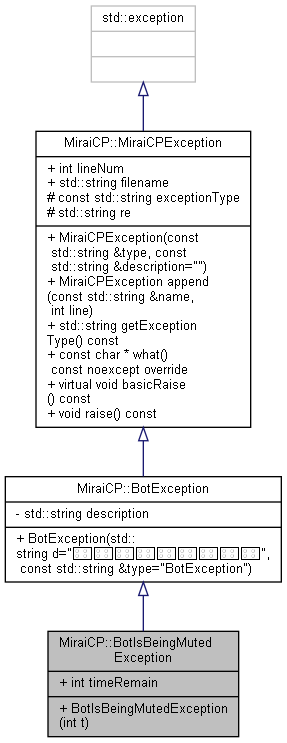 std::exception
MiraiCP::MiraiCPException
+ int lineNum
+ std::string filename
# const std::string exceptionType
# std::string re
+ MiraiCPException(const
std::string &type, const
std::string &description="")
+ MiraiCPException append
(const std::string &name,
int line)
+ std::string getException
Type() const
+ const char * what()
const noexcept override
+ virtual void basicRaise
() const
+ void raise() const
MiraiCP::BotException
- std::string description
+ BotException(std::
string d="",
const std::string &type="BotException")
MiraiCP::BotIsBeingMuted
Exception
+ int timeRemain
+ BotIsBeingMutedException
(int t)